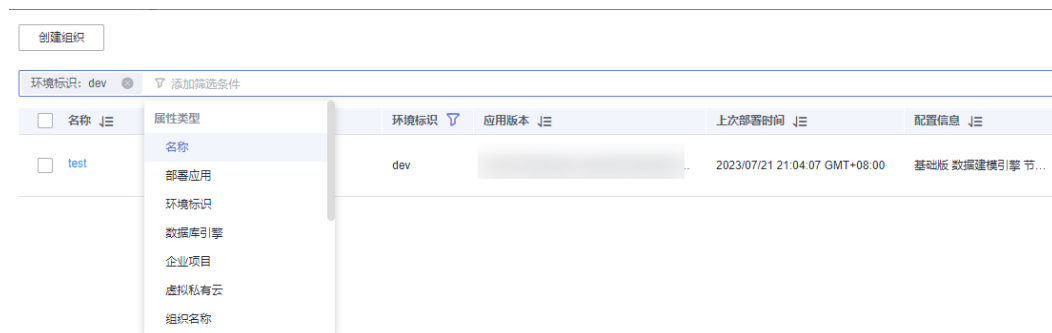 创建组织
环境标识: dev 添加筛选条件
名称 环境标识 应用版本 上次部署时间 配置信息
属性类型
名称
test dev .. 2023/07/21 21:04:07 GMT+08:00 基础版 数据建模引擎 节...
部署应用
环境标识
数据库引擎
企业项目
虚拟私有云
组织名称